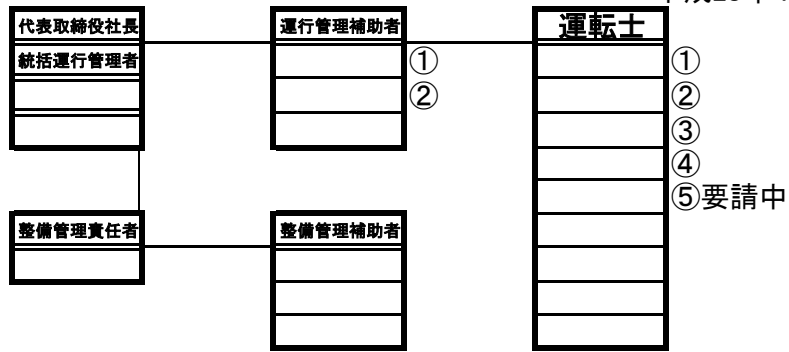 代表取締役社長
統括運行管理者
運行管理補助者
①
②
運転士
①
②
③
④
⑤要請中
整備管理責任者
整備管理補助者